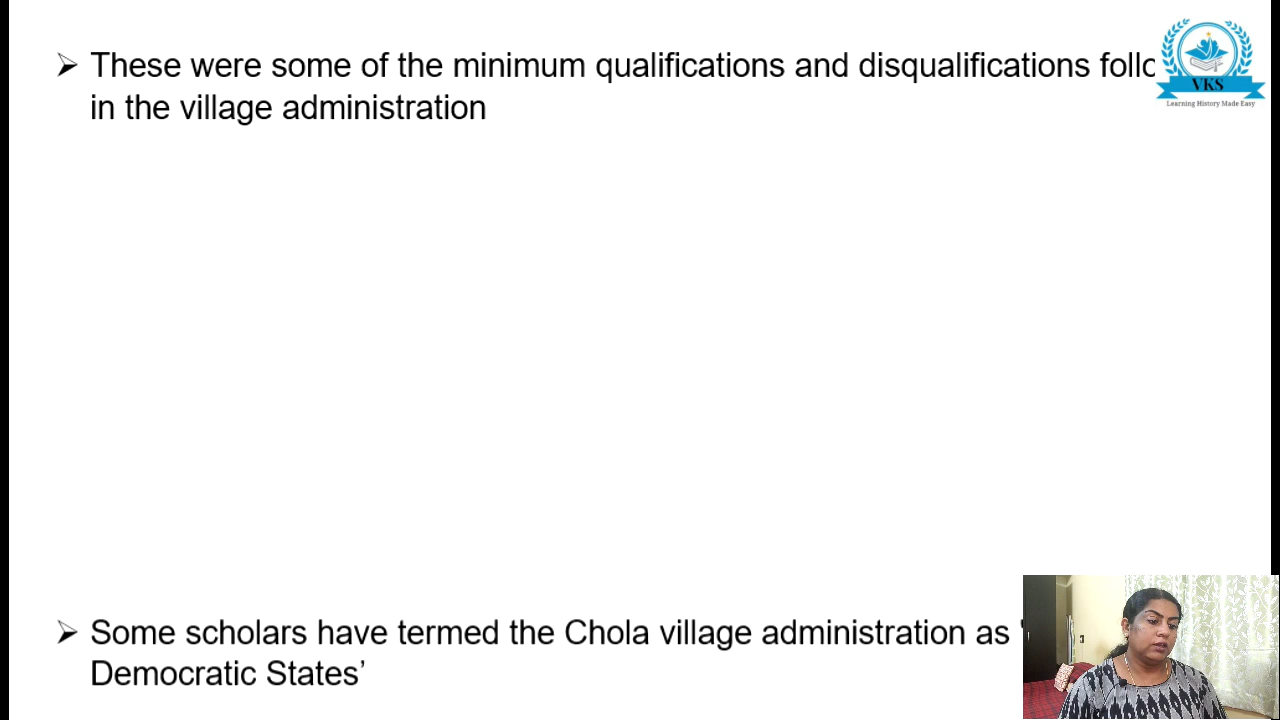 ➢ These were some of the minimum qualifications and disqualifications
in the village administration
VKS
Learning History Made Easy
➢ Some scholars have termed the Chola village administration as '
Democratic States’